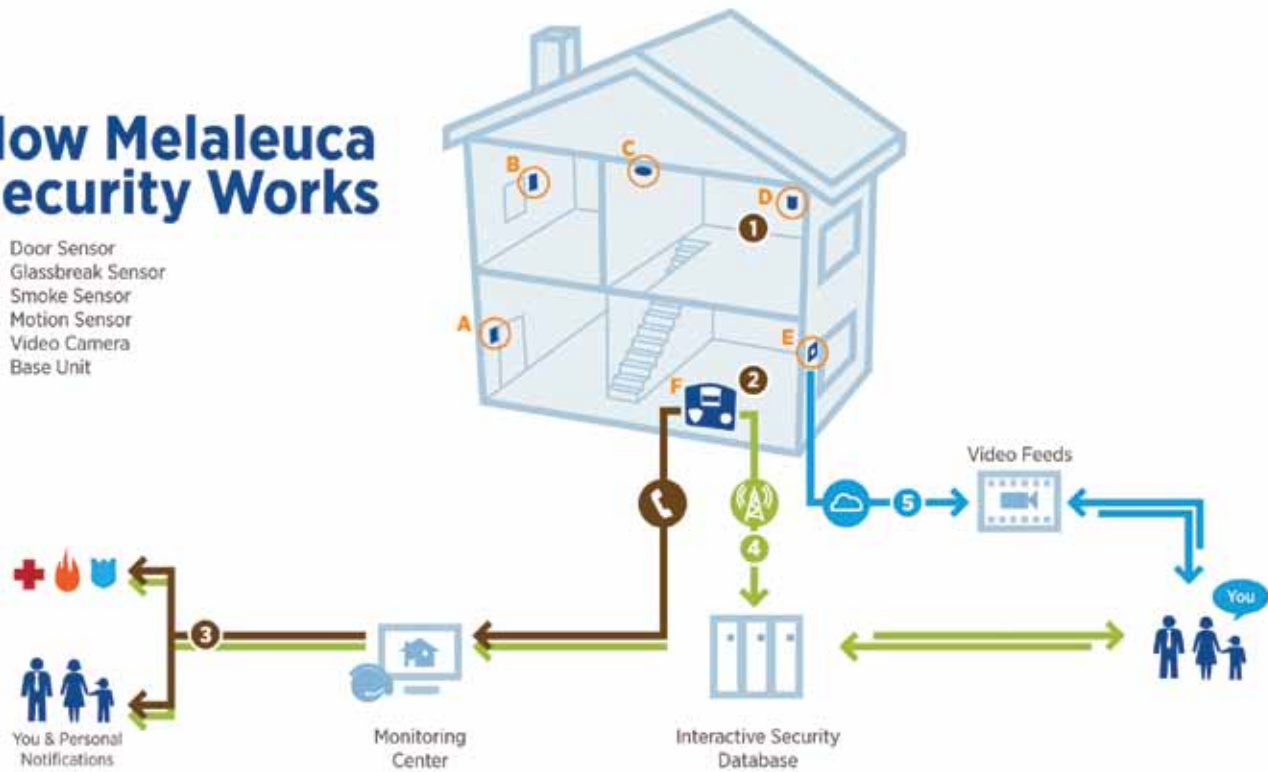 low Melaleuca
ecurity Works
Door Sensor
Glassbreak Sensor
Smoke Sensor
Motion Sensor
Video Camera
Base Unit
B
C
D
1
A
E
F
2
Video Feeds
5
4
You
3
You & Personal
Notifications
Monitoring
Center
Interactive Security
Database